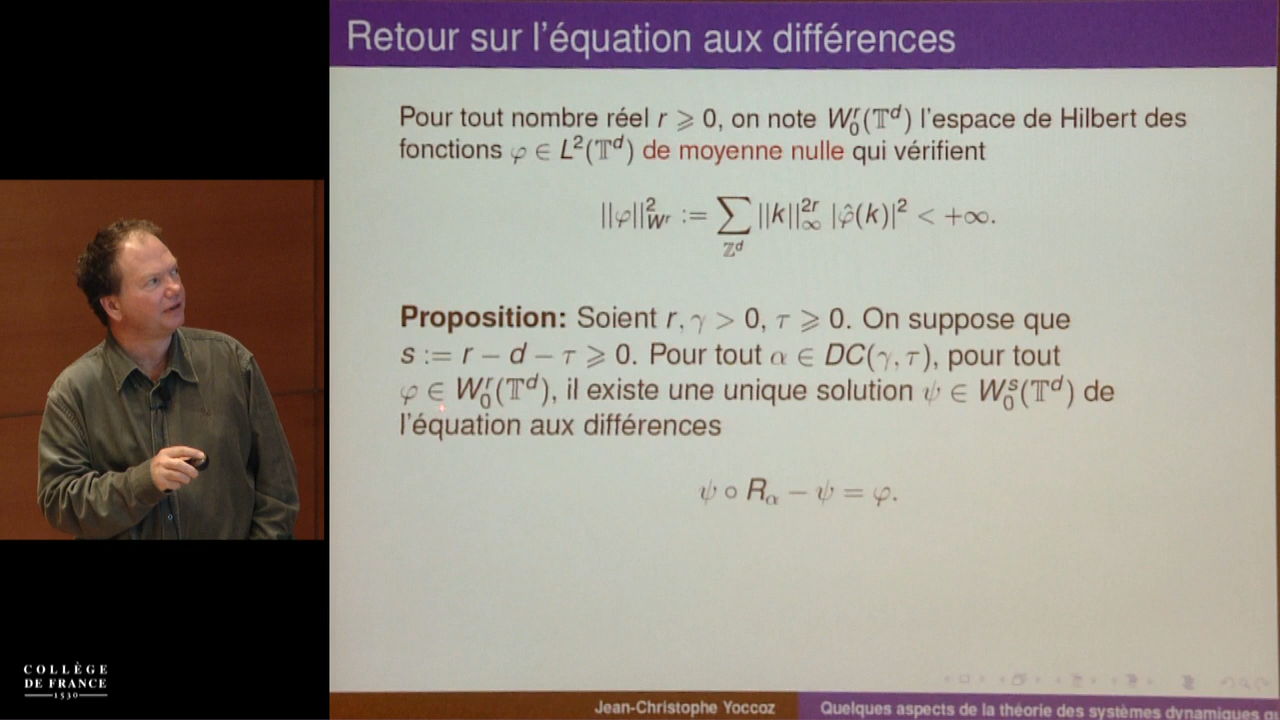 Retour sur l'équation aux différences
Pour tout nombre réel r ⩾ 0, on note W₀ʳ(𝕋ᵈ) l'espace de Hilbert des
fonctions φ ∈ L²(𝕋ᵈ) de moyenne nulle qui vérifient
||φ||²_{Wʳ} := ∑_{ℤᵈ} ||k||_∞^{2r} |φ̂(k)|² < +∞.
Proposition: Soient r, γ > 0, τ ⩾ 0. On suppose que
s := r − d − τ ⩾ 0. Pour tout α ∈ DC(γ, τ), pour tout
φ ∈ W₀ʳ(𝕋ᵈ), il existe une unique solution ψ ∈ W₀ˢ(𝕋ᵈ) de
l'équation aux différences
ψ ∘ R_α − ψ = φ.
COLLÈGE
DE FRANCE
1530
Jean-Christophe Yoccoz
Quelques aspects de la théorie des systèmes dynamiques